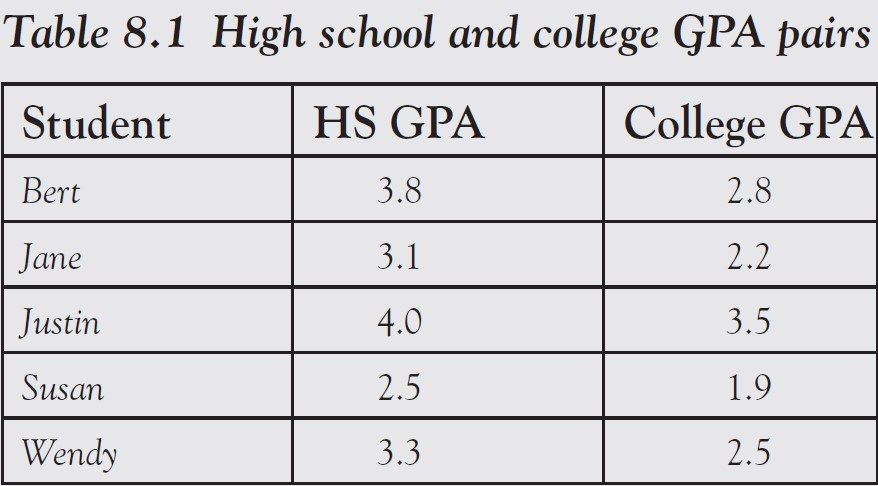 Table 8.1 High school and college GPA pairs
Student HS GPA College GPA
Bert 3.8 2.8
Jane 3.1 2.2
Justin 4.0 3.5
Susan 2.5 1.9
Wendy 3.3 2.5